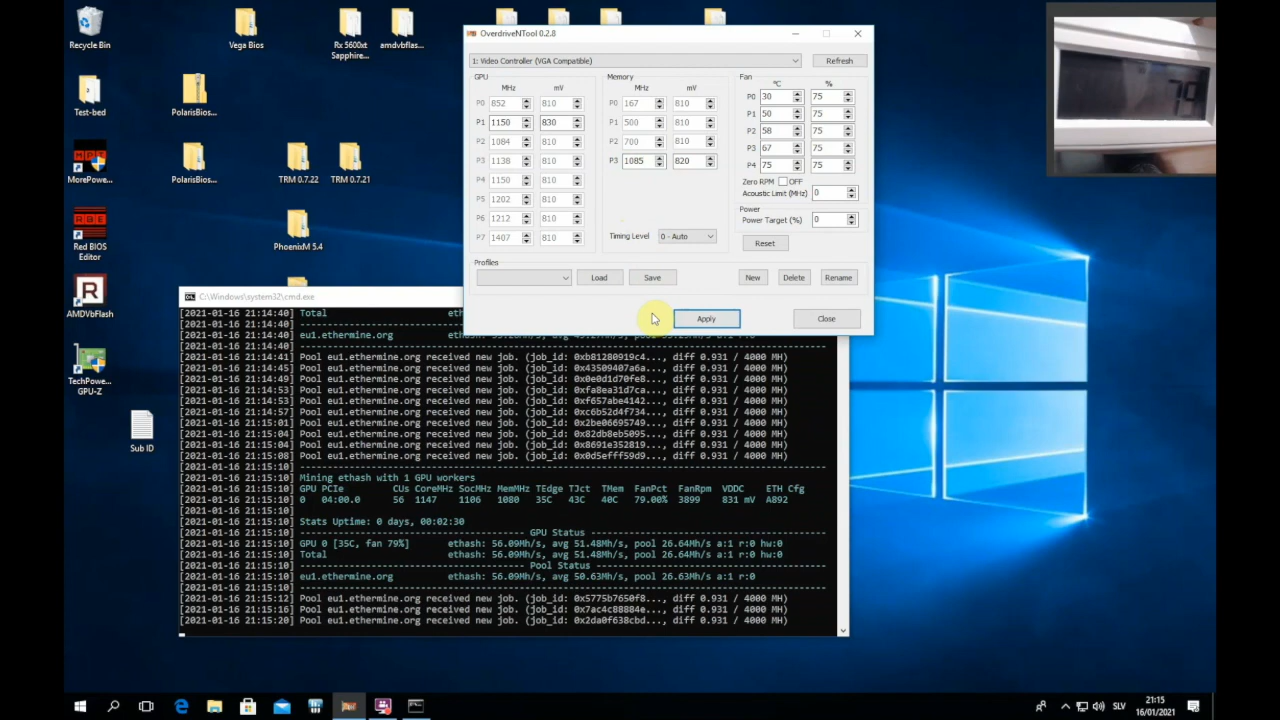 Recycle Bin
Vega Bios
Rx 5600xt
Sapphire...
amdvbflas...
Test-bed
PolarisBios...
MorePowe...
PolarisBios...
TRM 0.7.22
TRM 0.7.21
RBE
Red BIOS
Editor
PhoenixM 5.4
AMDVbFlash
TechPowe...
GPU-Z
Sub ID
OverdriveNTool 0.2.8
1: Video Controller (VGA Compatible)
Refresh
GPU
MHz mV
P0 852 810
P1 1150 830
P2 1084 810
P3 1138 810
P4 1150 810
P5 1202 810
P6 1212 810
P7 1407 810
Memory
MHz mV
P0 167 810
P1 500 810
P2 700 810
P3 1085 820
Timing Level 0 - Auto
Fan
°C %
P0 30 75
P1 50 75
P2 58 75
P3 67 75
P4 75 75
Zero RPM OFF
Acoustic Limit (MHz) 0
Power
Power Target (%) 0
Reset
Profiles
Load Save New Delete Rename
Apply Close
C:\Windows\system32\cmd.exe
[2021-01-16 21:14:40] Total
[2021-01-16 21:14:40] ----------
[2021-01-16 21:14:40] eu1.ethermine.org
[2021-01-16 21:14:40] ----------
[2021-01-16 21:14:41] Pool eu1.ethermine.org received new job. (job_id: 0xb81280919c4..., diff 0.931 / 4000 MH)
[2021-01-16 21:14:45] Pool eu1.ethermine.org received new job. (job_id: 0x43509407a6a..., diff 0.931 / 4000 MH)
[2021-01-16 21:14:49] Pool eu1.ethermine.org received new job. (job_id: 0x0e0d1d70fe8..., diff 0.931 / 4000 MH)
[2021-01-16 21:14:53] Pool eu1.ethermine.org received new job. (job_id: 0xfa8ea31d7ca..., diff 0.931 / 4000 MH)
[2021-01-16 21:14:53] Pool eu1.ethermine.org received new job. (job_id: 0xf657abe4142..., diff 0.931 / 4000 MH)
[2021-01-16 21:14:57] Pool eu1.ethermine.org received new job. (job_id: 0xc6b52d4f734..., diff 0.931 / 4000 MH)
[2021-01-16 21:15:01] Pool eu1.ethermine.org received new job. (job_id: 0x2be06695749..., diff 0.931 / 4000 MH)
[2021-01-16 21:15:04] Pool eu1.ethermine.org received new job. (job_id: 0x82db8eb5095..., diff 0.931 / 4000 MH)
[2021-01-16 21:15:04] Pool eu1.ethermine.org received new job. (job_id: 0x8691e352819..., diff 0.931 / 4000 MH)
[2021-01-16 21:15:08] Pool eu1.ethermine.org received new job. (job_id: 0x0d5efff59d9..., diff 0.931 / 4000 MH)
[2021-01-16 21:15:10] ----------
[2021-01-16 21:15:10] Mining ethash with 1 GPU workers
[2021-01-16 21:15:10] GPU PCIe CUs CoreMHz SocMHz MemMHz TEdge TJct TMem FanPct FanRpm VDDC ETH Cfg
[2021-01-16 21:15:10] 0 04:00.0 56 1147 1106 1080 35C 43C 40C 79.00% 3899 831 mV A892
[2021-01-16 21:15:10]
[2021-01-16 21:15:10] Stats Uptime: 0 days, 00:02:30
[2021-01-16 21:15:10] ---------- GPU Status ----------
[2021-01-16 21:15:10] GPU 0 [35C, fan 79%] ethash: 56.09Mh/s, avg 51.48Mh/s, pool 26.64Mh/s a:1 r:0 hw:0
[2021-01-16 21:15:10] Total ethash: 56.09Mh/s, avg 51.48Mh/s, pool 26.64Mh/s a:1 r:0 hw:0
[2021-01-16 21:15:10] ---------- Pool Status ----------
[2021-01-16 21:15:10] eu1.ethermine.org ethash: 56.09Mh/s, avg 50.63Mh/s, pool 26.63Mh/s a:1 r:0
[2021-01-16 21:15:10] ----------
[2021-01-16 21:15:12] Pool eu1.ethermine.org received new job. (job_id: 0x5775b7650f8..., diff 0.931 / 4000 MH)
[2021-01-16 21:15:16] Pool eu1.ethermine.org received new job. (job_id: 0x7ac4c88884e..., diff 0.931 / 4000 MH)
[2021-01-16 21:15:20] Pool eu1.ethermine.org received new job. (job_id: 0x2da0f638cbd..., diff 0.931 / 4000 MH)
SLV
21:15
16/01/2021